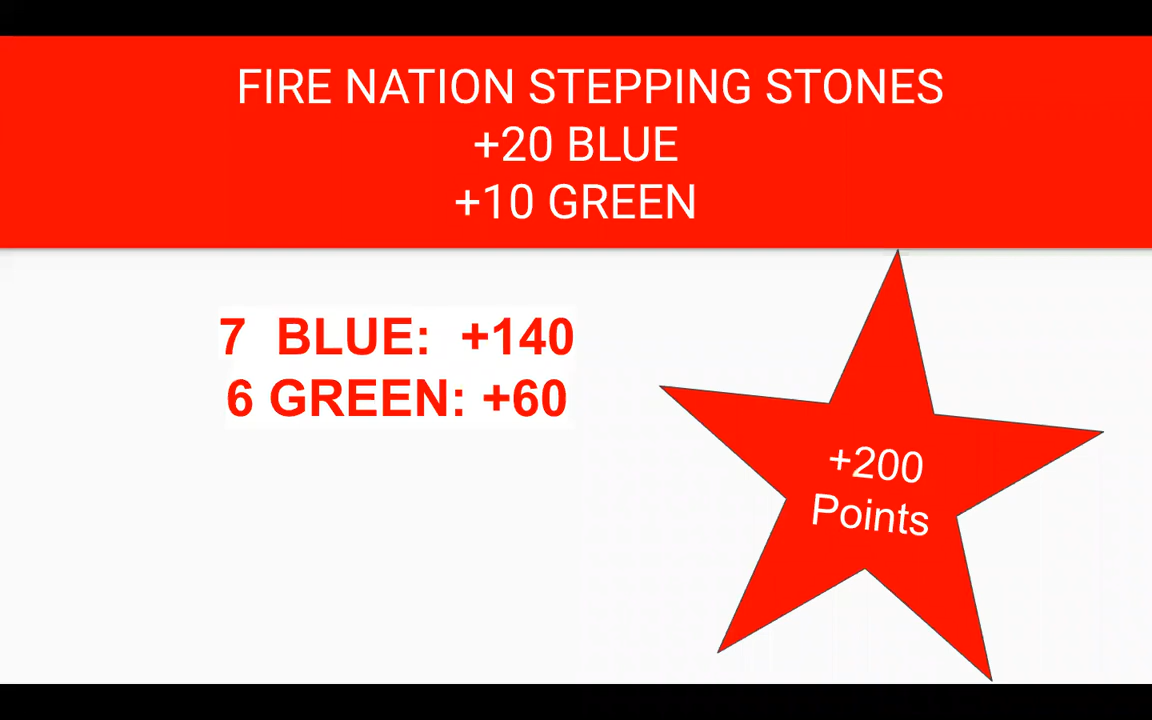 FIRE NATION STEPPING STONES
+20 BLUE
+10 GREEN
7 BLUE: +140
6 GREEN: +60
+200
Points